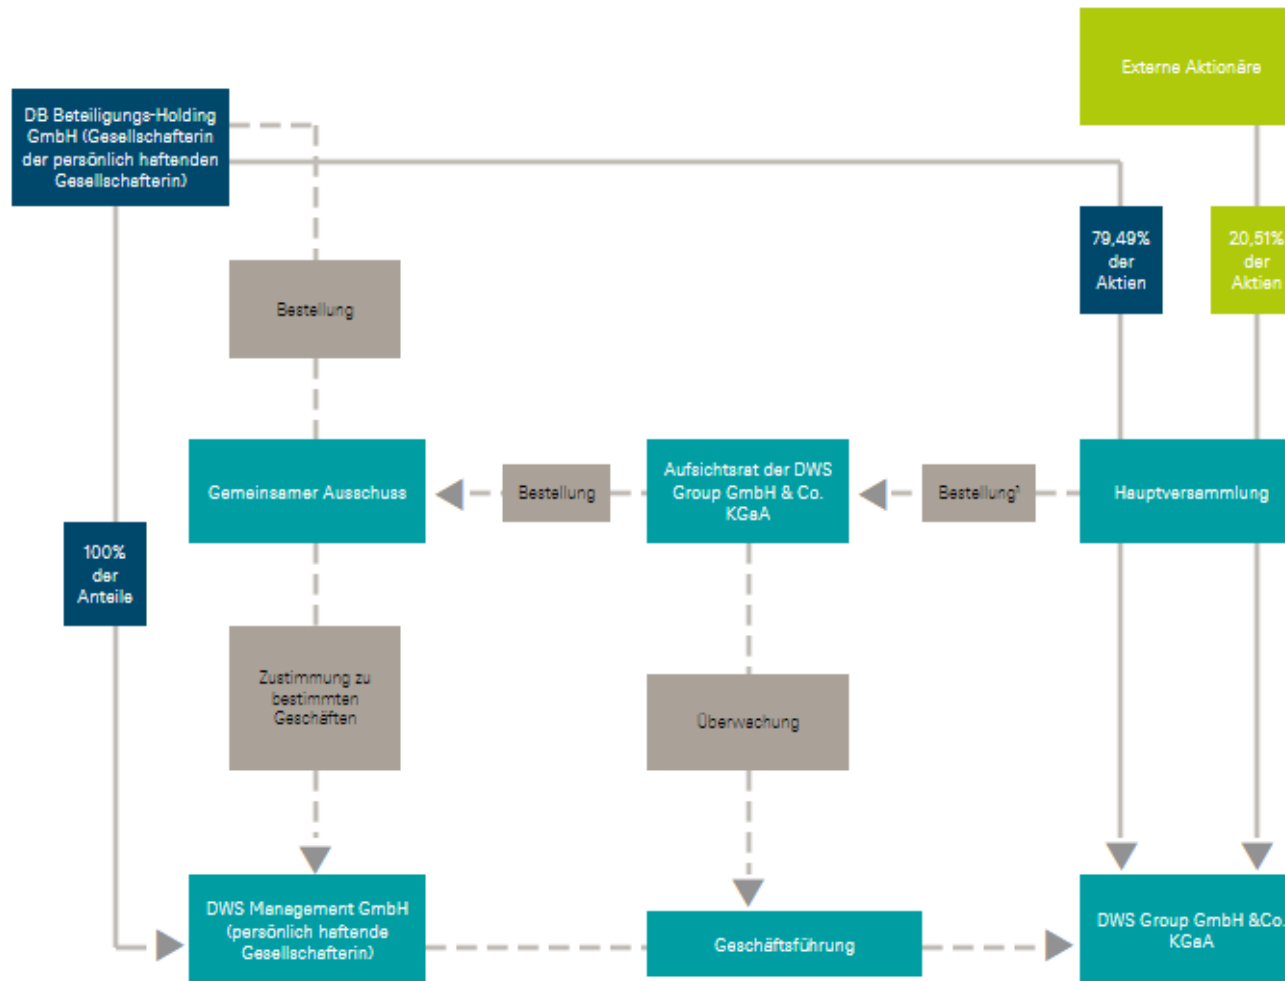 Externe Aktionäre
DB Beteiligungs-Holding
GmbH (Gesellschafterin
der persönlich haftenden
Gesellschafterin)
79,49%
der
Aktien
20,51%
der
Aktien
Bestellung
Gemeinsamer Ausschuss
Bestellung
Aufsichtsrat der DWS
Group GmbH & Co.
KGaA
Bestellung¹
Hauptversammlung
100%
der
Anteile
Zustimmung zu
bestimmten
Geschäften
Überwachung
DWS Management GmbH
(persönlich haftende
Gesellschafterin)
Geschäftsführung
DWS Group GmbH &Co.
KGaA